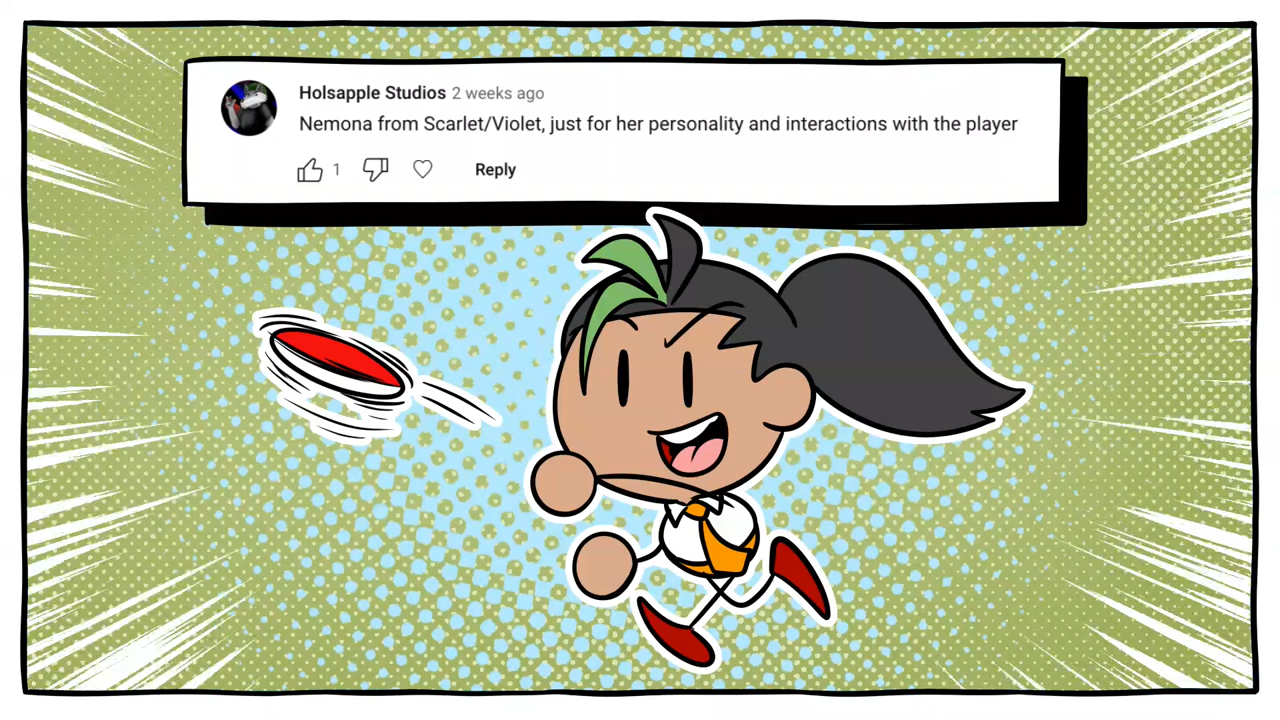 Holsapple Studios 2 weeks ago
Nemona from Scarlet/Violet, just for her personality and interactions with the player
1 Reply